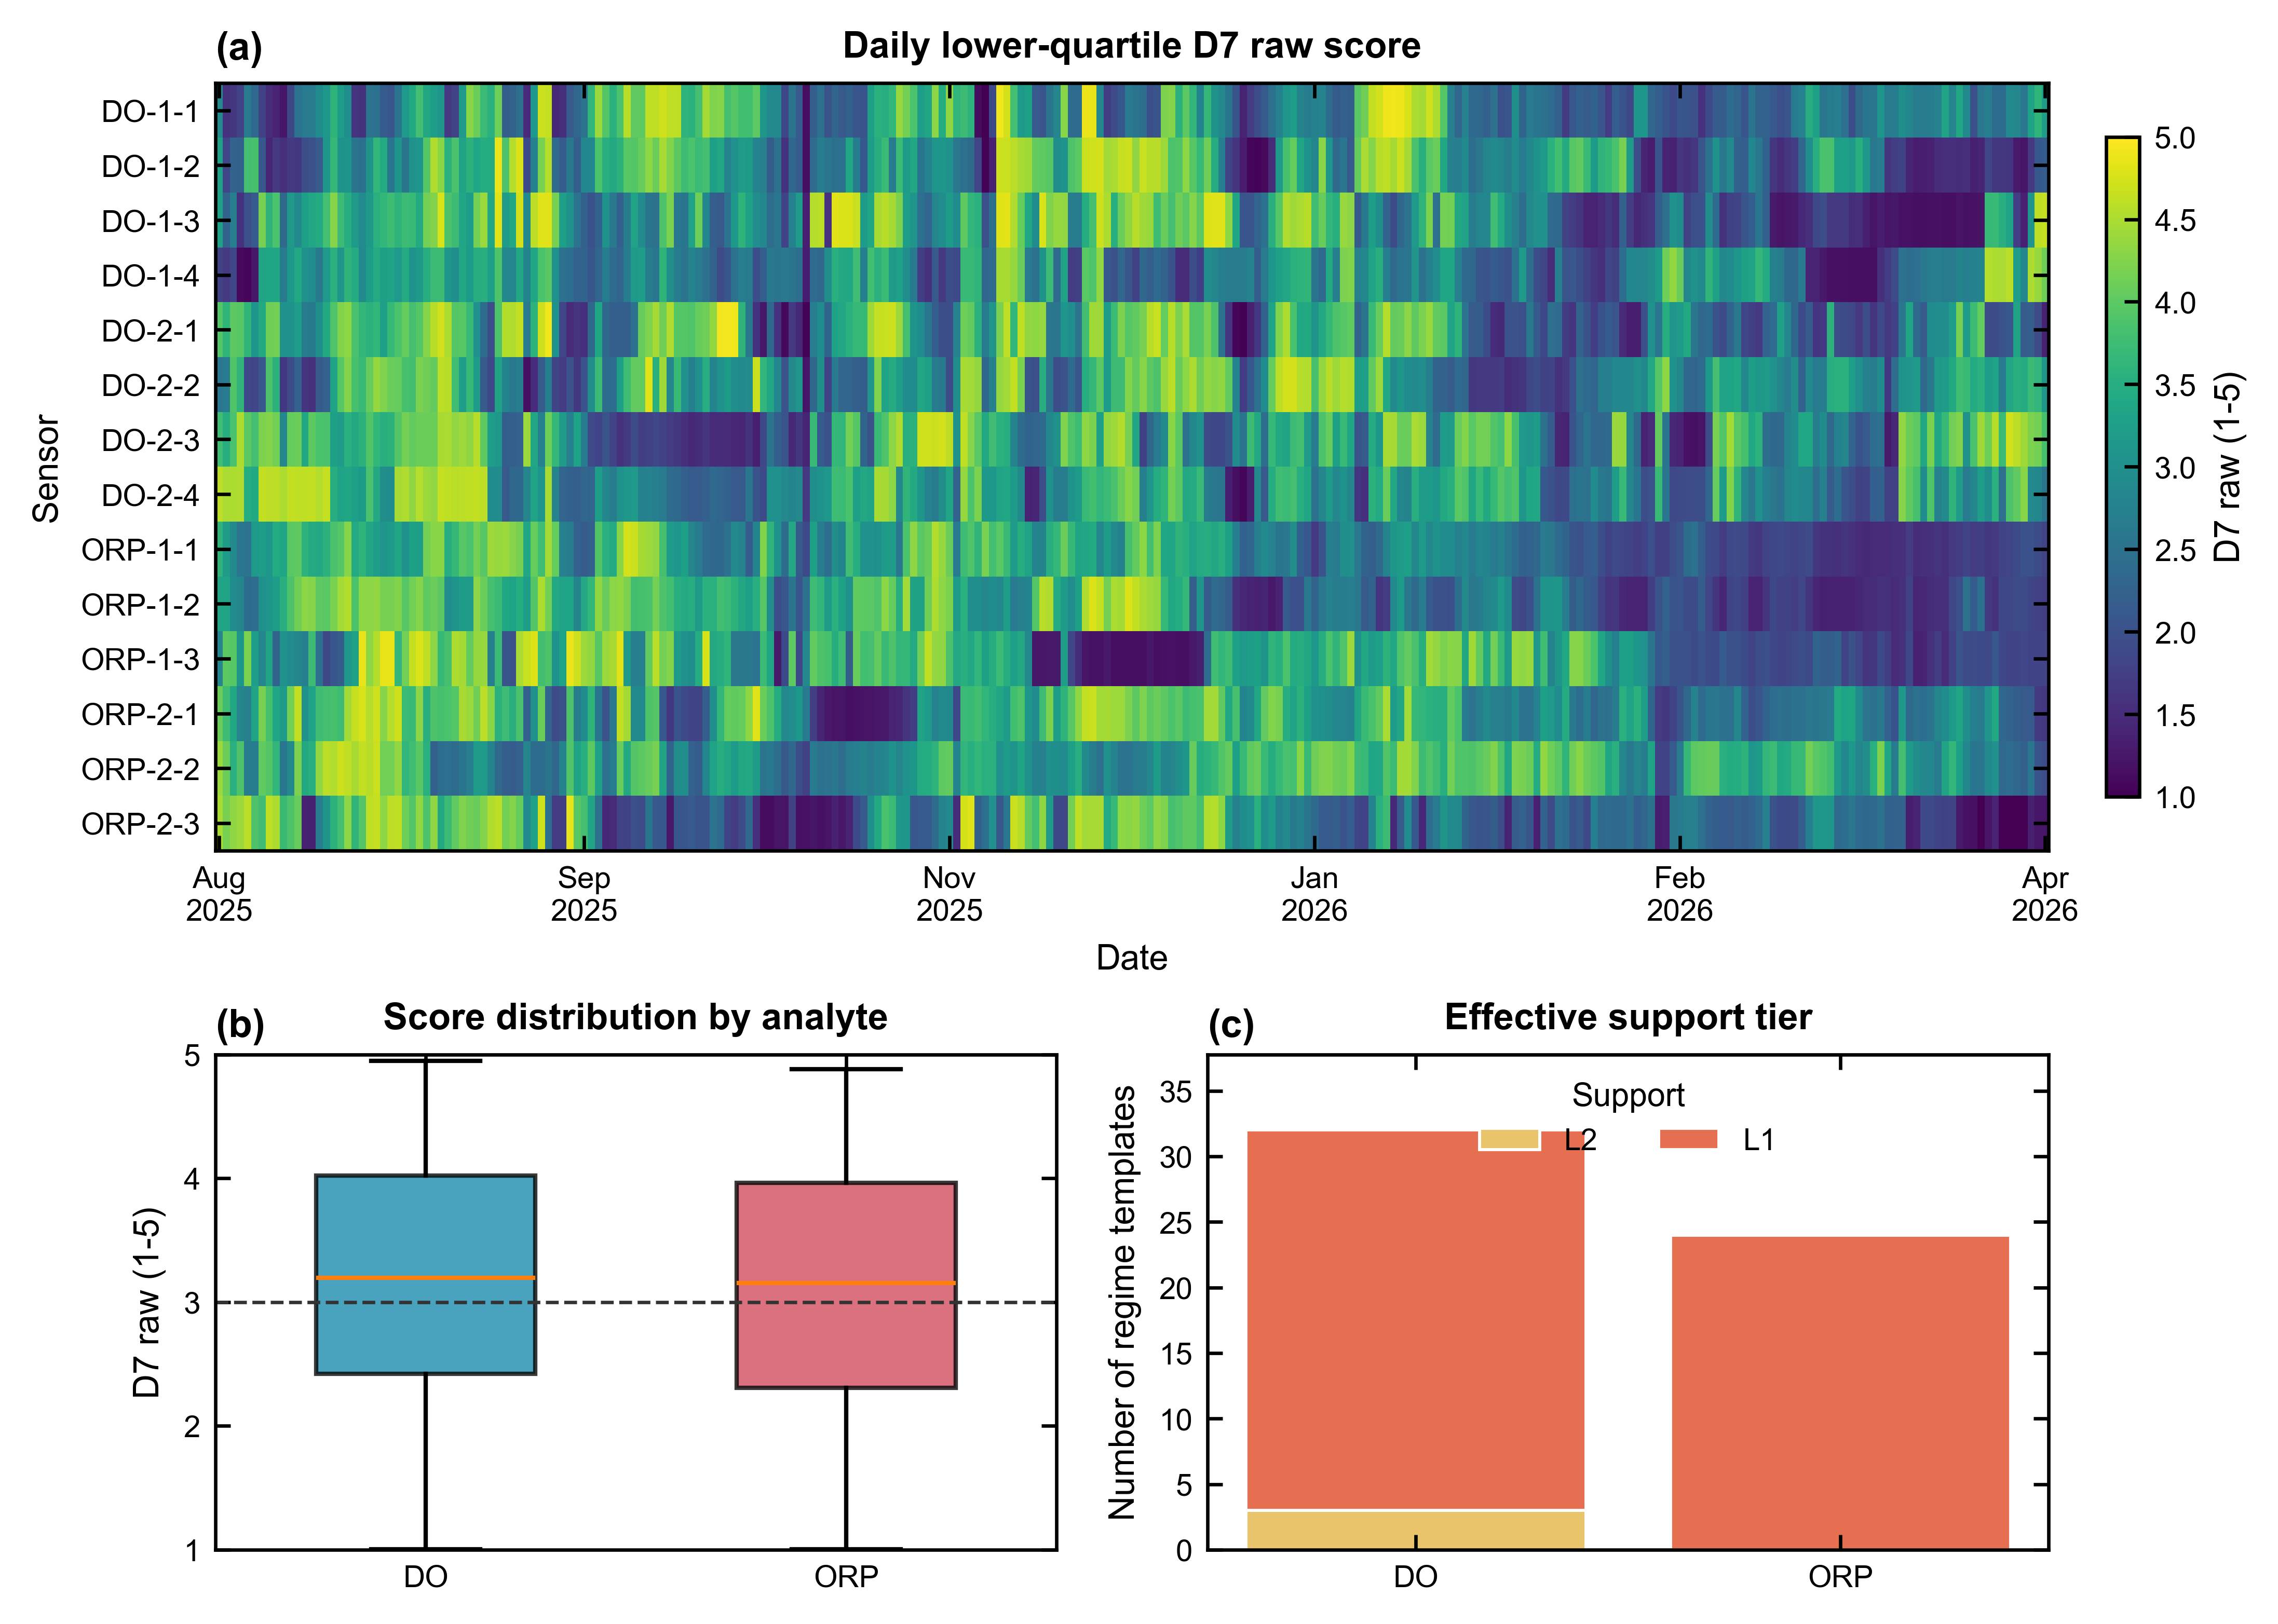 (a)
Daily lower-quartile D7 raw score
Sensor
DO-1-1
DO-1-2
DO-1-3
DO-1-4
DO-2-1
DO-2-2
DO-2-3
DO-2-4
ORP-1-1
ORP-1-2
ORP-1-3
ORP-2-1
ORP-2-2
ORP-2-3
Aug Sep Nov Jan Feb Apr
2025 2025 2025 2026 2026 2026
Date
5.0
4.5
4.0
3.5
3.0
2.5
2.0
1.5
1.0
D7 raw (1-5)
(b)
Score distribution by analyte
D7 raw (1-5)
5
4
3
2
1
DO ORP
(c)
Effective support tier
Number of regime templates
35
30
25
20
15
10
5
0
Support
L2 L1
DO ORP